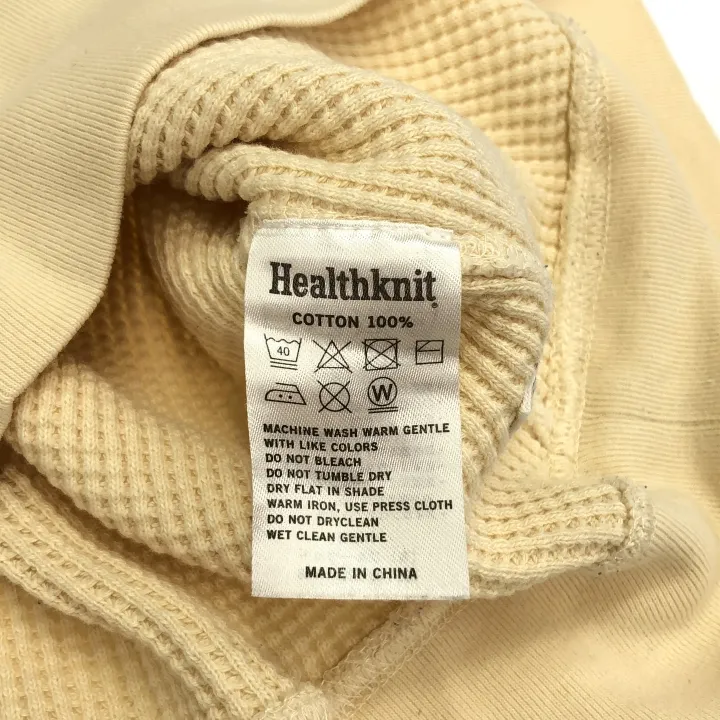 Healthknit
COTTON 100%
40
W
MACHINE WASH WARM GENTLE
WITH LIKE COLORS
DO NOT BLEACH
DO NOT TUMBLE DRY
DRY FLAT IN SHADE
WARM IRON, USE PRESS CLOTH
DO NOT DRYCLEAN
WET CLEAN GENTLE
MADE IN CHINA